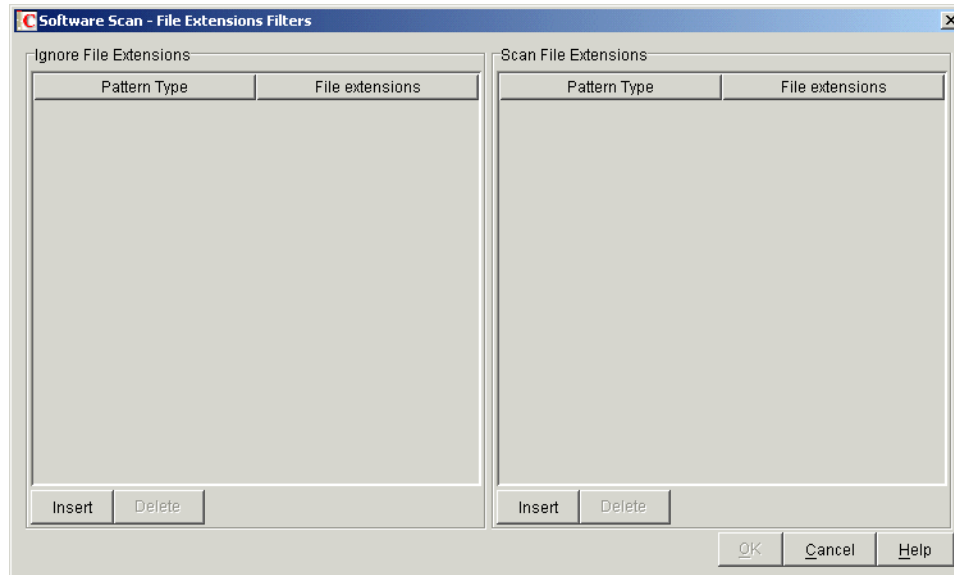 Software Scan - File Extensions Filters
Ignore File Extensions
Pattern Type File extensions
Insert Delete
Scan File Extensions
Pattern Type File extensions
Insert Delete
OK Cancel Help